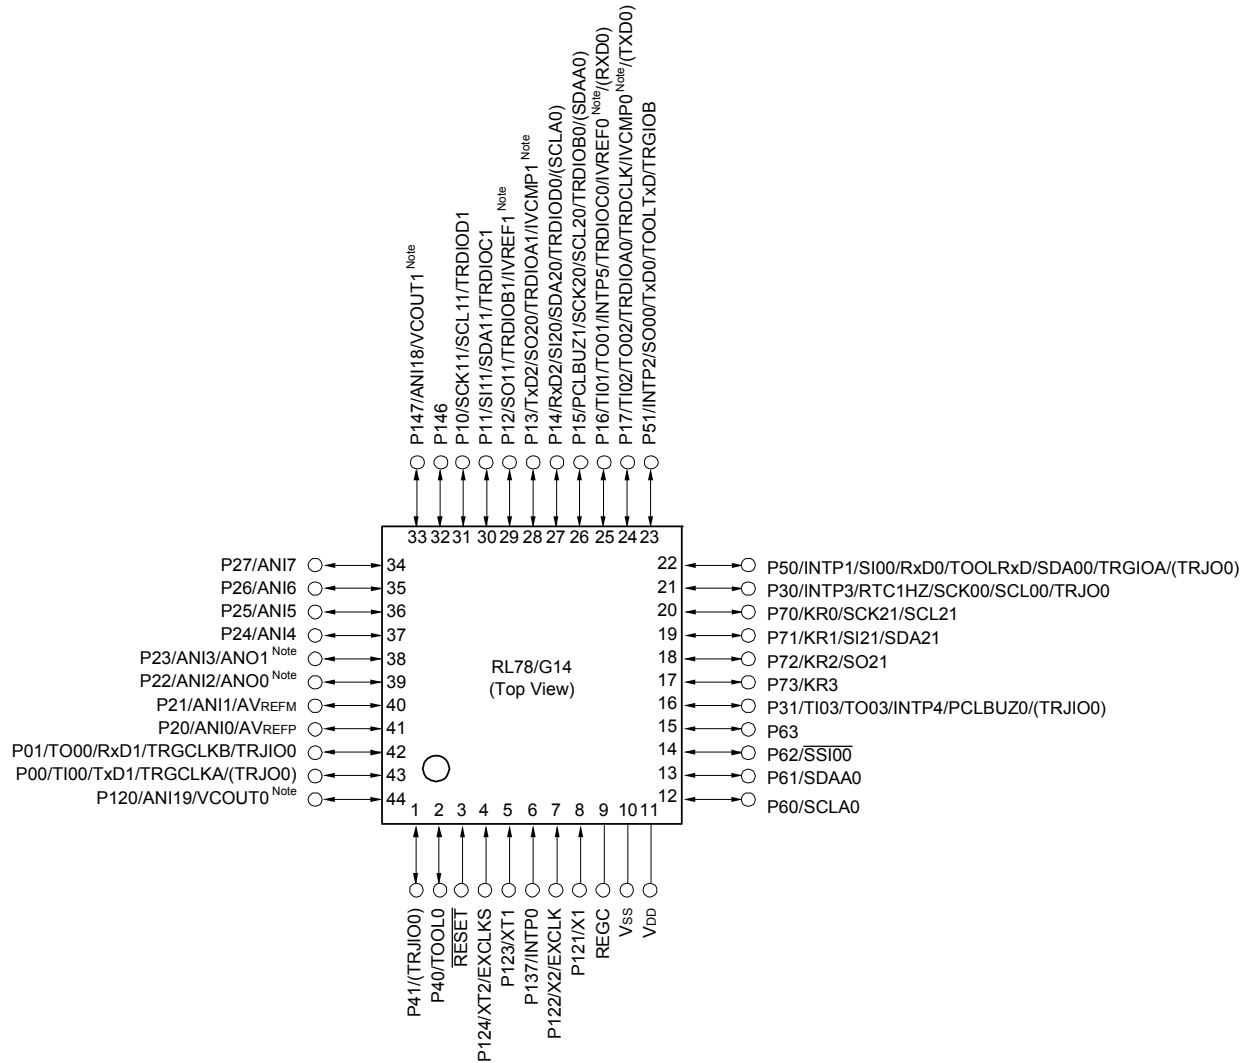 P147/ANI18/VCOUT1 Note
P146
P10/SCK11/SCL11/TRDIOD1
P11/SI11/SDA11/TRDIOC1
P12/SO11/TRDIOB1/IVREF1 Note
P13/TxD2/SO20/TRDIOA1/IVCMP1 Note
P14/RxD2/SI20/SDA20/TRDIOD0/(SCLA0)
P15/PCLBUZ1/SCK20/SCL20/TRDIOB0/(SDAA0)
P16/TI01/TO01/INTP5/TRDIOC0/IVREF0 Note/(RXD0)
P17/TI02/TO02/TRDIOA0/TRDCLK/IVCMP0 Note/(TXD0)
P51/INTP2/SO00/TxD0/TOOLTxD/TRGIOB
33 32 31 30 29 28 27 26 25 24 23
P27/ANI7 34
P26/ANI6 35
P25/ANI5 36
P24/ANI4 37
P23/ANI3/ANO1 Note 38
P22/ANI2/ANO0 Note 39
P21/ANI1/AVREFM 40
P20/ANI0/AVREFP 41
P01/TO00/RxD1/TRGCLKB/TRJIO0 42
P00/TI00/TxD1/TRGCLKA/(TRJO0) 43
P120/ANI19/VCOUT0 Note 44
RL78/G14
(Top View)
22 P50/INTP1/SI00/RxD0/TOOLRxD/SDA00/TRGIOA/(TRJO0)
21 P30/INTP3/RTC1HZ/SCK00/SCL00/TRJO0
20 P70/KR0/SCK21/SCL21
19 P71/KR1/SI21/SDA21
18 P72/KR2/SO21
17 P73/KR3
16 P31/TI03/TO03/INTP4/PCLBUZ0/(TRJIO0)
15 P63
14 P62/SSI00
13 P61/SDAA0
12 P60/SCLA0
1 2 3 4 5 6 7 8 9 10 11
P41/(TRJIO0)
P40/TOOL0
RESET
P124/XT2/EXCLKS
P123/XT1
P137/INTP0
P122/X2/EXCLK
P121/X1
REGC
VSS
VDD